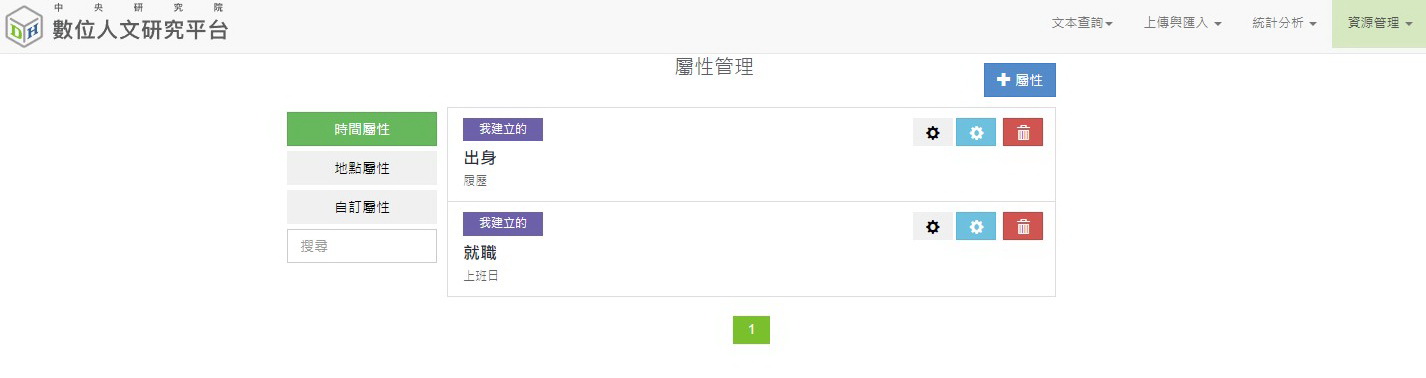 中央研究院
DH 數位人文研究平台
文本查詢 上傳與匯入 統計分析 資源管理
屬性管理
屬性
時間屬性
地點屬性
自訂屬性
搜尋
我建立的
出身
履歷
我建立的
就職
上班日
1